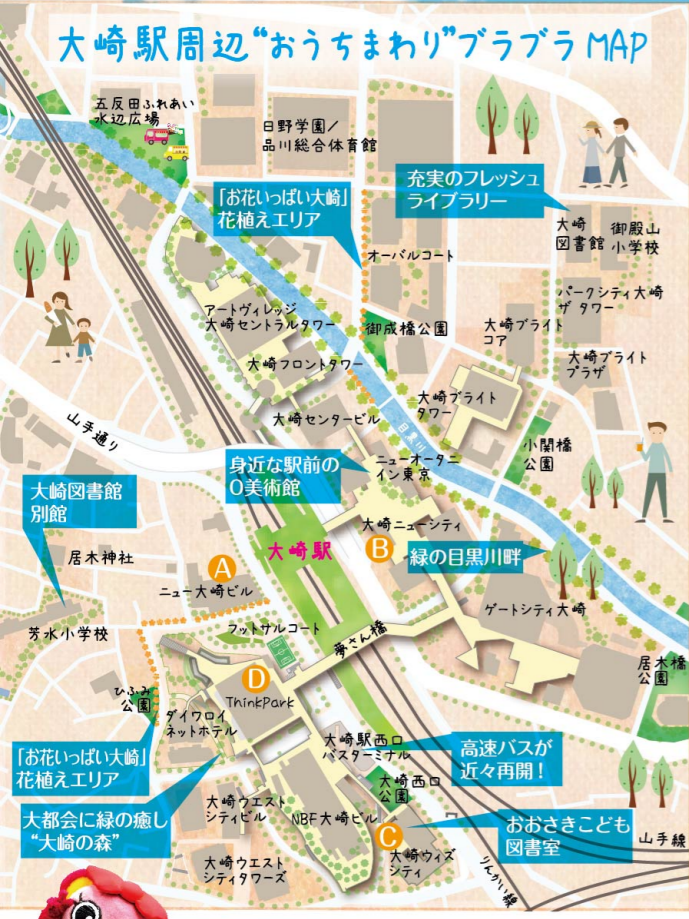 大崎駅周辺“おうちまわり”ブラブラ MAP
五反田ふれあい
水辺広場
日野学園/
品川総合体育館
「お花いっぱい大崎」
花植えエリア
充実のフレッシュ
ライブラリー
大崎
図書館
御殿山
小学校
オーバルコート
アートヴィレッジ
大崎セントラルタワー
御成橋公園
パークシティ大崎
ザ タワー
大崎ブライト
コア
大崎フロントタワー
大崎ブライト
プラザ
大崎ブライト
タワー
大崎センタービル
目黒川
山手通り
小関橋
公園
身近な駅前の
O美術館
ニューオータニ
イン東京
大崎図書館
別館
大崎ニューシティ
大崎駅
B
緑の目黒川畔
居木神社
A
ニュー大崎ビル
ゲートシティ大崎
芳水小学校
フットサルコート
夢さん橋
居木橋
公園
D
ThinkPark
ひふみ
公園
ダイワロイ
ネットホテル
「お花いっぱい大崎」
花植えエリア
大崎駅西口
バスターミナル
高速バスが
近々再開!
大崎西口
公園
大都会に緑の癒し
“大崎の森”
大崎ウエスト
シティビル
NBF大崎ビル
C
おおさきこども
図書室
大崎ウィズ
シティ
山手線
大崎ウエスト
シティタワーズ
りんかい線